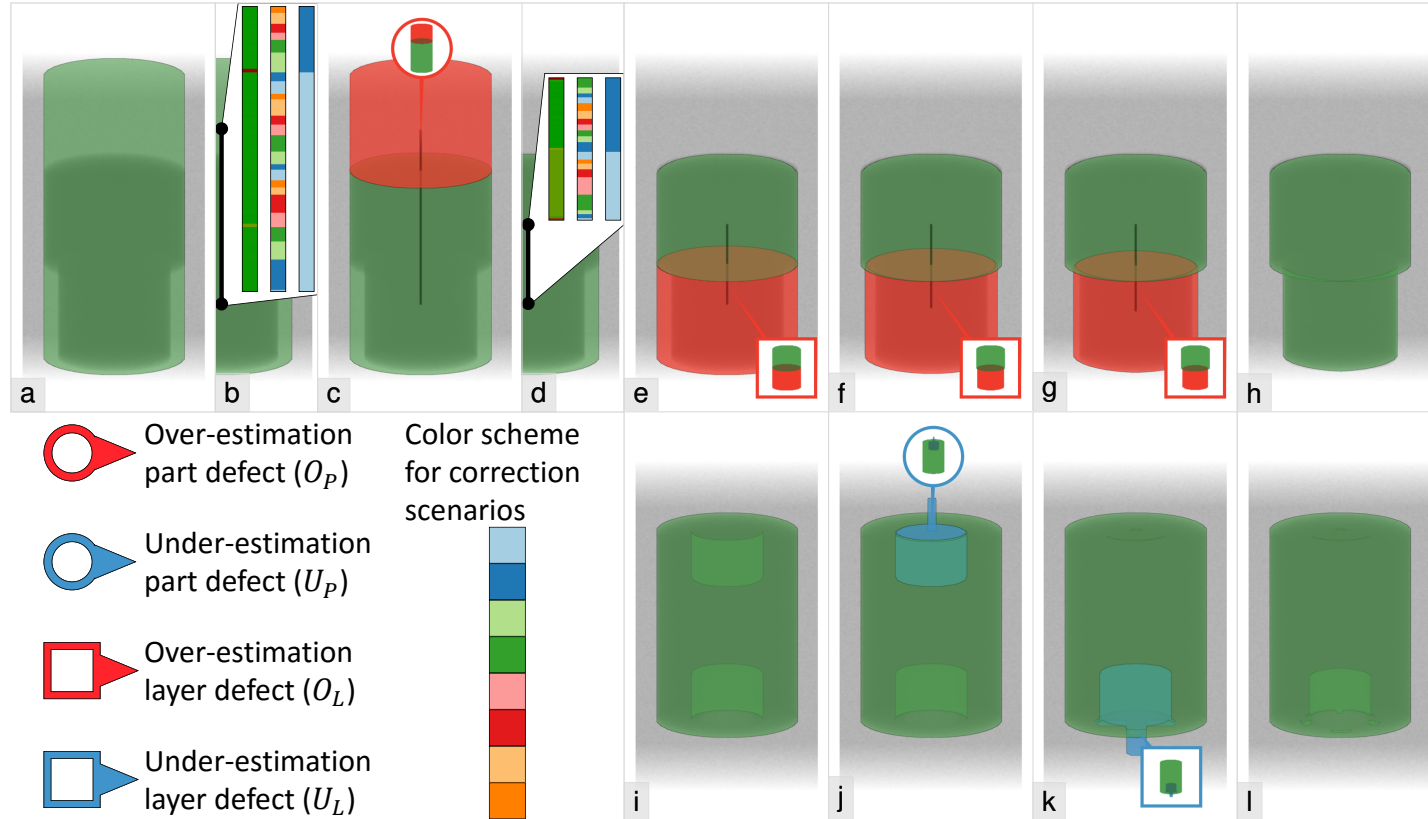 a
b
c
d
e
f
g
h
Over-estimation
part defect (O_P)
Under-estimation
part defect (U_P)
Over-estimation
layer defect (O_L)
Under-estimation
layer defect (U_L)
Color scheme
for correction
scenarios
i
j
k
l